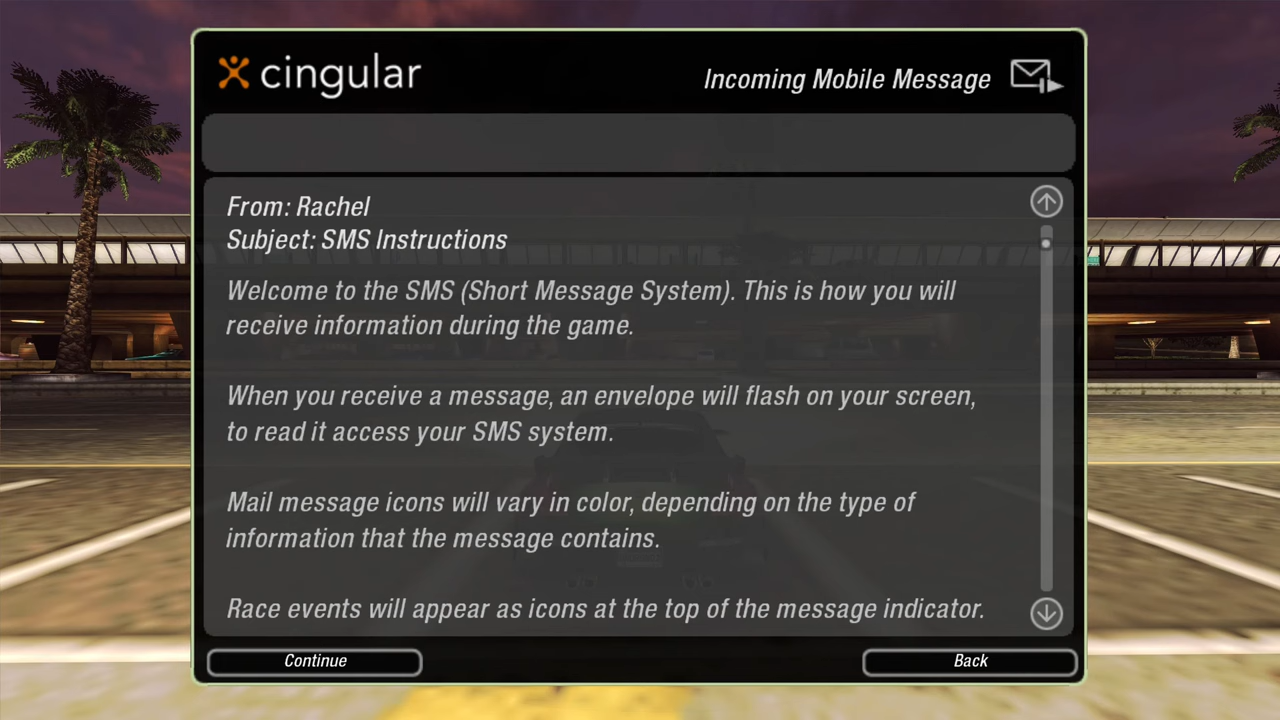 cingular
Incoming Mobile Message
From: Rachel
Subject: SMS Instructions
Welcome to the SMS (Short Message System). This is how you will
receive information during the game.
When you receive a message, an envelope will flash on your screen,
to read it access your SMS system.
Mail message icons will vary in color, depending on the type of
information that the message contains.
Race events will appear as icons at the top of the message indicator.
Continue
Back